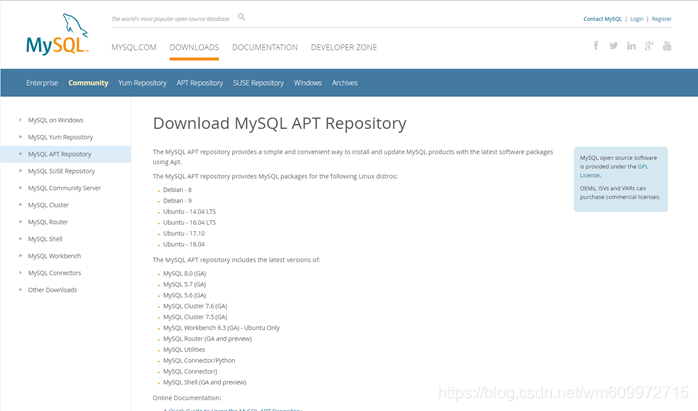 The world's most popular open source database
Contact MySQL | Login | Register
MySQL
MYSQL.COM DOWNLOADS DOCUMENTATION DEVELOPER ZONE
Enterprise Community Yum Repository APT Repository SUSE Repository Windows Archives
MySQL on Windows
MySQL Yum Repository
MySQL APT Repository
MySQL SUSE Repository
MySQL Community Server
MySQL Cluster
MySQL Router
MySQL Shell
MySQL Workbench
MySQL Connectors
Other Downloads
Download MySQL APT Repository
The MySQL APT repository provides a simple and convenient way to install and update MySQL products with the latest software packages
using Apt.
The MySQL APT repository provides MySQL packages for the following Linux distros:
Debian - 8
Debian - 9
Ubuntu - 14.04 LTS
Ubuntu - 16.04 LTS
Ubuntu - 17.10
Ubuntu - 18.04
The MySQL APT repository includes the latest versions of:
MySQL 8.0 (GA)
MySQL 5.7 (GA)
MySQL 5.6 (GA)
MySQL Cluster 7.6 (GA)
MySQL Cluster 7.5 (GA)
MySQL Workbench 6.3 (GA) - Ubuntu Only
MySQL Router (GA and preview)
MySQL Utilities
MySQL Connector/Python
MySQL Connector/J
MySQL Shell (GA and preview)
Online Documentation:
A Quick Guide to Using the MySQL APT Repository
MySQL open source software
is provided under the GPL
License.
OEMs, ISVs and VARs can
purchase commercial licenses.
https://blog.csdn.net/wm609972715